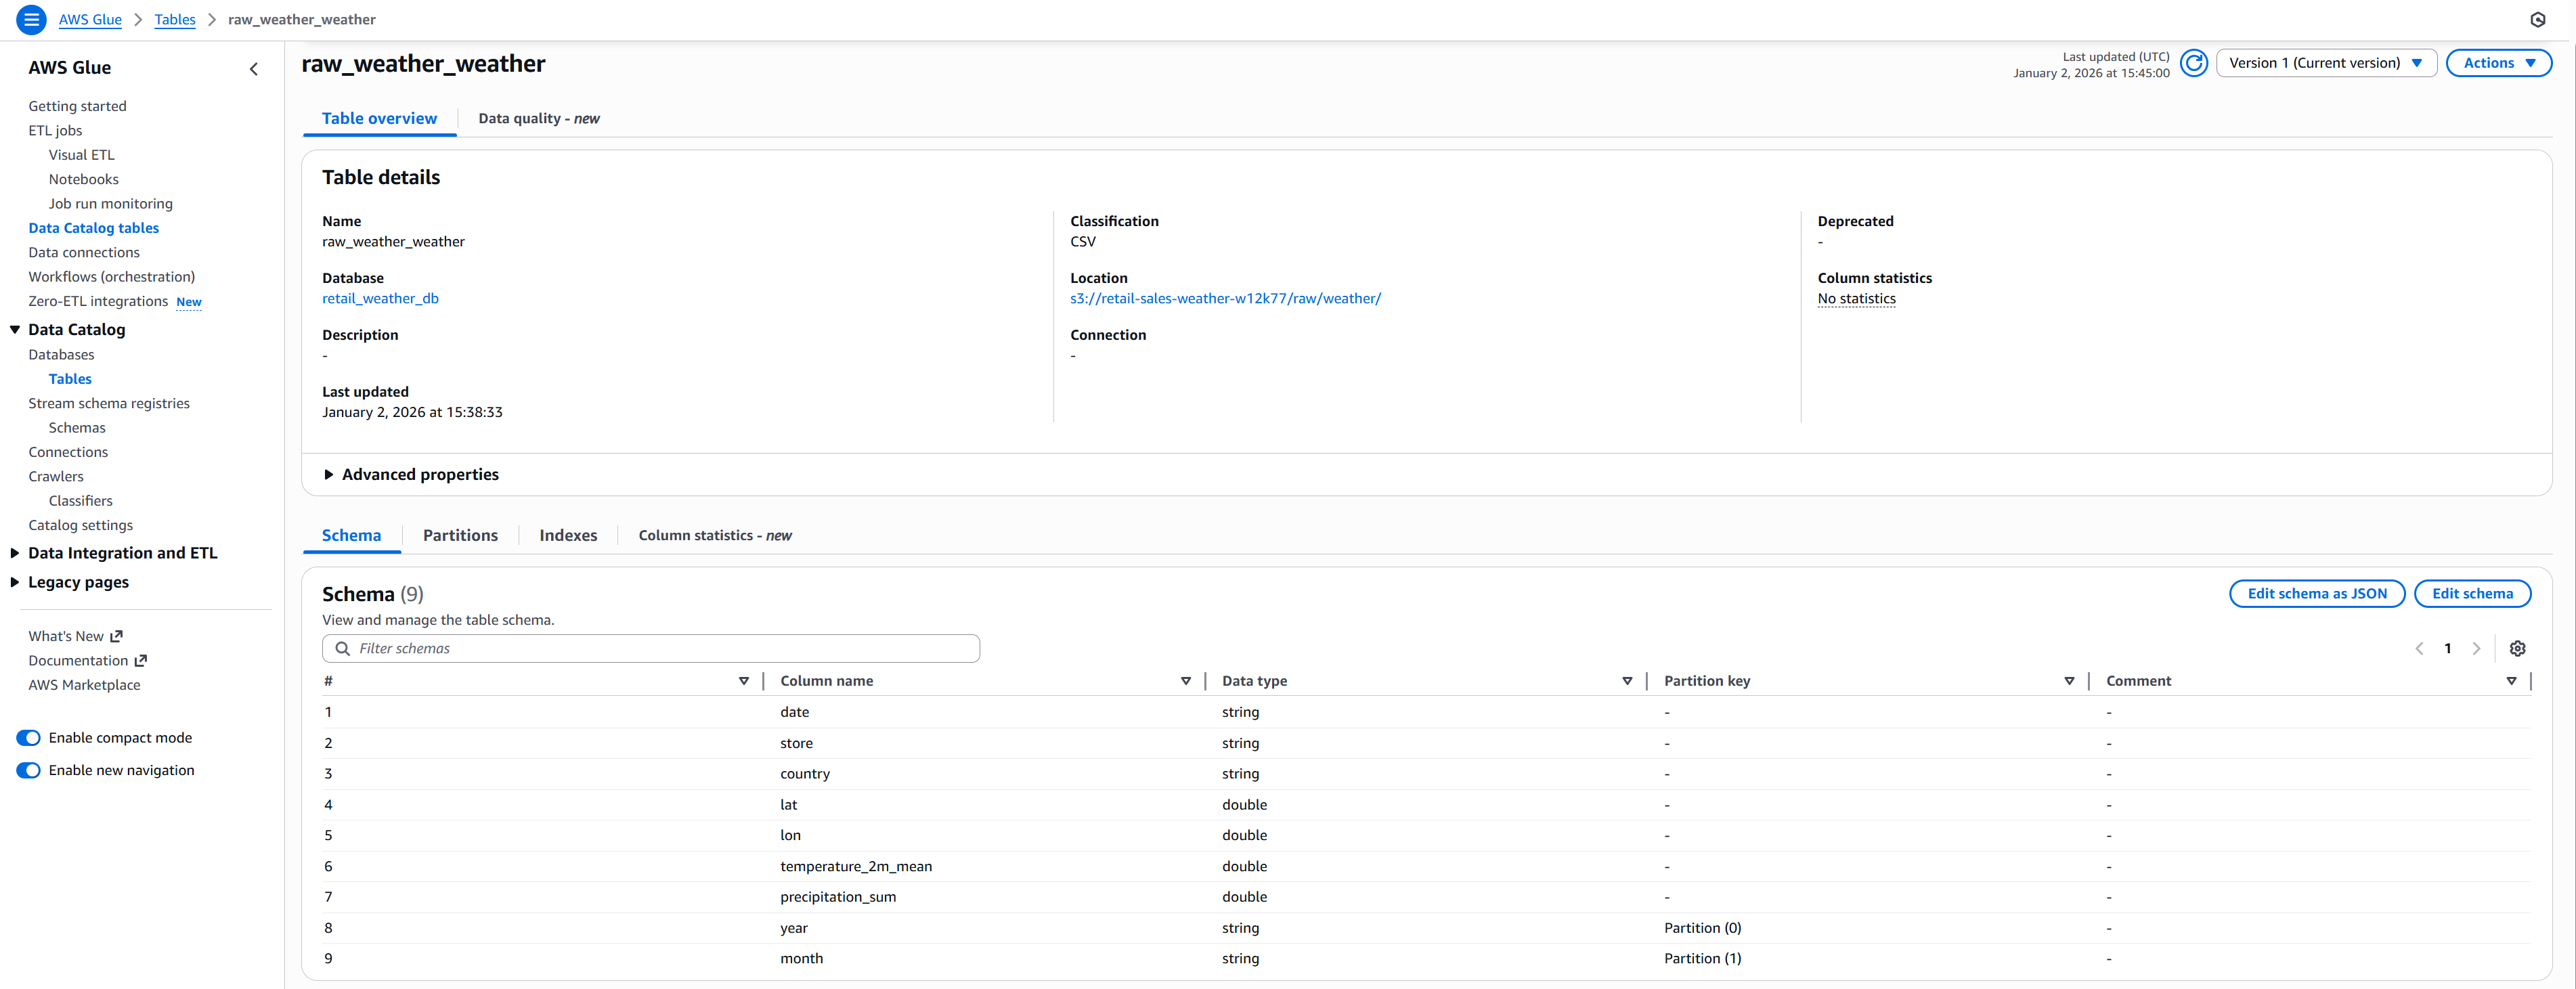 AWS Glue > Tables > raw_weather_weather
AWS Glue
Getting started
ETL jobs
Visual ETL
Notebooks
Job run monitoring
Data Catalog tables
Data connections
Workflows (orchestration)
Zero-ETL integrations New
Data Catalog
Databases
Tables
Stream schema registries
Schemas
Connections
Crawlers
Classifiers
Catalog settings
Data Integration and ETL
Legacy pages
What's New
Documentation
AWS Marketplace
Enable compact mode
Enable new navigation
raw_weather_weather
Last updated (UTC)
January 2, 2026 at 15:45:00
Version 1 (Current version)
Actions
Table overview
Data quality - new
Table details
Name
raw_weather_weather
Database
retail_weather_db
Description
-
Last updated
January 2, 2026 at 15:38:33
Classification
CSV
Location
s3://retail-sales-weather-w12k77/raw/weather/
Connection
-
Deprecated
-
Column statistics
No statistics
Advanced properties
Schema Partitions Indexes Column statistics - new
Schema (9)
View and manage the table schema.
Edit schema as JSON
Edit schema
Filter schemas
1
# Column name Data type Partition key Comment
1 date string - -
2 store string - -
3 country string - -
4 lat double - -
5 lon double - -
6 temperature_2m_mean double - -
7 precipitation_sum double - -
8 year string Partition (0) -
9 month string Partition (1) -